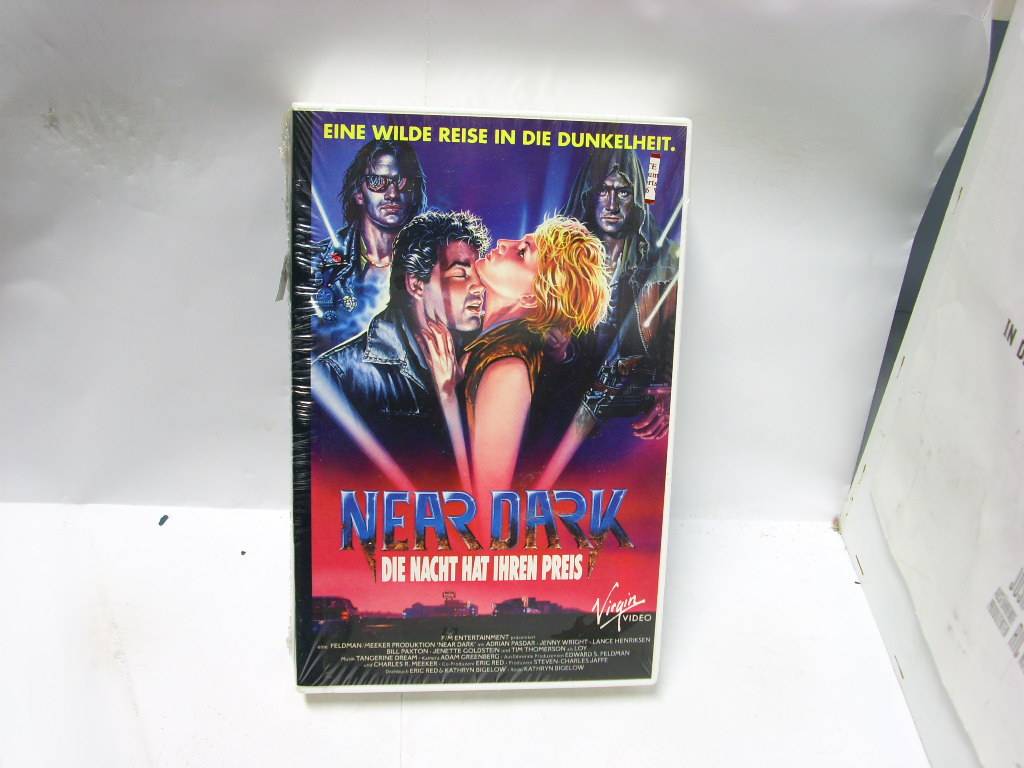 EINE WILDE REISE IN DIE DUNKELHEIT.
NEAR DARK
DIE NACHT HAT IHREN PREIS
Virgin
VIDEO
F/M ENTERTAINMENT präsentiert
eine FELDMAN/MEEKER PRODUKTION "NEAR DARK" mit ADRIAN PASDAR · JENNY WRIGHT · LANCE HENRIKSEN
BILL PAXTON · JENETTE GOLDSTEIN und TIM THOMERSON als LOY
Musik TANGERINE DREAM · Kamera ADAM GREENBERG · Ausführende Produzenten EDWARD S. FELDMAN
und CHARLES R. MEEKER · Co-Produzent ERIC RED · Produzent STEVEN-CHARLES JAFFE
Drehbuch ERIC RED & KATHRYN BIGELOW · Regie KATHRYN BIGELOW
IN